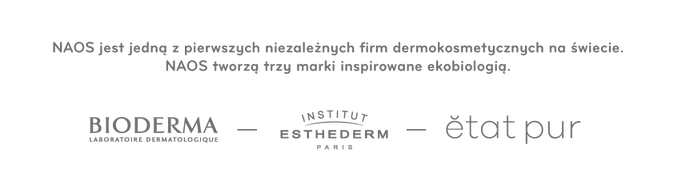 NAOS jest jedną z pierwszych niezależnych firm dermokosmetycznych na świecie.
NAOS tworzą trzy marki inspirowane ekobiologią.
BIODERMA
LABORATOIRE DERMATOLOGIQUE
INSTITUT
ESTHEDERM
PARIS
ĕtat pur